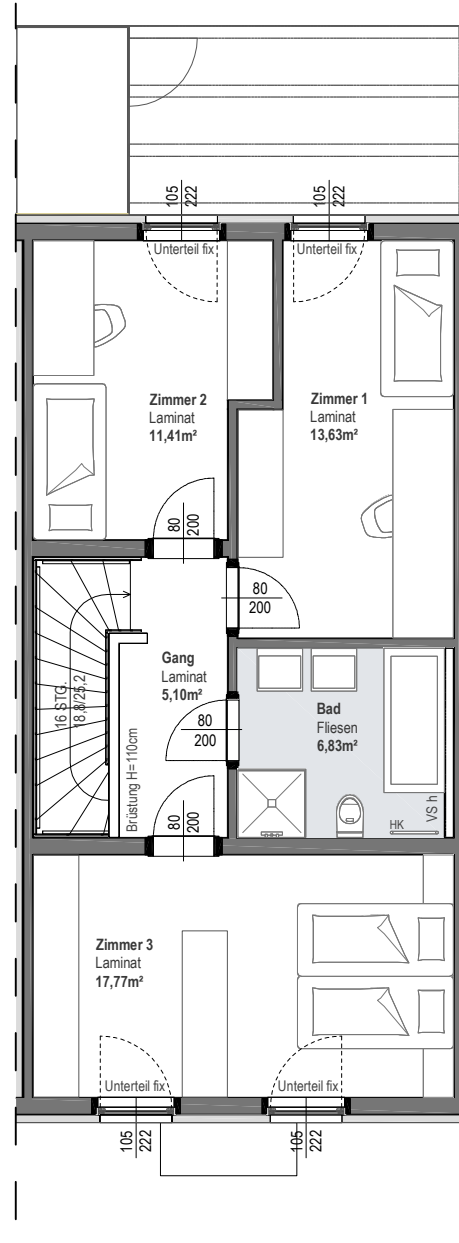 105
222
105
222
Unterteil fix
Unterteil fix
Zimmer 2
Laminat
11,41m²
Zimmer 1
Laminat
13,63m²
80
200
80
200
Gang
Laminat
5,10m²
16 STG.
18,8/25,2
Brüstung H=110cm
80
200
Bad
Fliesen
6,83m²
HK
VS h
80
200
Zimmer 3
Laminat
17,77m²
Unterteil fix
Unterteil fix
105
222
105
222